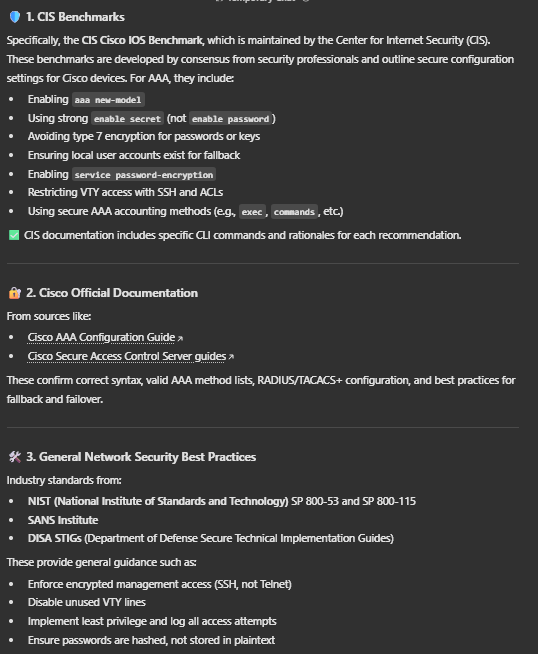 1. CIS Benchmarks
Specifically, the CIS Cisco IOS Benchmark, which is maintained by the Center for Internet Security (CIS).
These benchmarks are developed by consensus from security professionals and outline secure configuration
settings for Cisco devices. For AAA, they include:
• Enabling aaa new-model
• Using strong enable secret (not enable password)
• Avoiding type 7 encryption for passwords or keys
• Ensuring local user accounts exist for fallback
• Enabling service password-encryption
• Restricting VTY access with SSH and ACLs
• Using secure AAA accounting methods (e.g., exec, commands, etc.)
✅ CIS documentation includes specific CLI commands and rationales for each recommendation.
2. Cisco Official Documentation
From sources like:
• Cisco AAA Configuration Guide ↗
• Cisco Secure Access Control Server guides ↗
These confirm correct syntax, valid AAA method lists, RADIUS/TACACS+ configuration, and best practices for
fallback and failover.
3. General Network Security Best Practices
Industry standards from:
• NIST (National Institute of Standards and Technology) SP 800-53 and SP 800-115
• SANS Institute
• DISA STIGs (Department of Defense Secure Technical Implementation Guides)
These provide general guidance such as:
• Enforce encrypted management access (SSH, not Telnet)
• Disable unused VTY lines
• Implement least privilege and log all access attempts
• Ensure passwords are hashed, not stored in plaintext